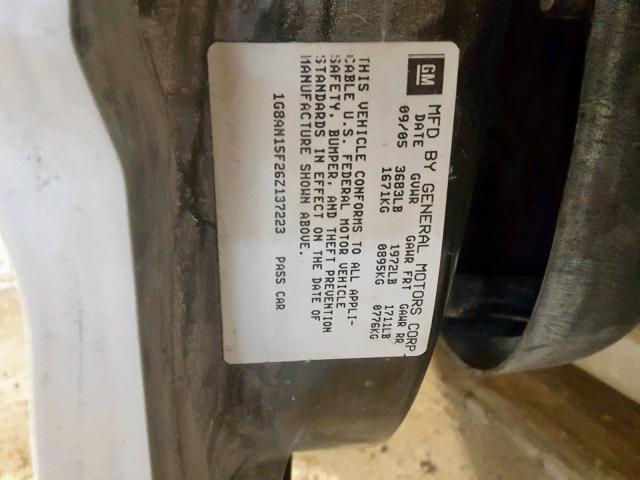 GM MFD BY GENERAL MOTORS CORP
DATE GVWR GAWR FRT GAWR RR
09/05 3683LB 1972LB 1711LB
1671KG 0895KG 0776KG
THIS VEHICLE CONFORMS TO ALL APPLI-
CABLE U.S. FEDERAL MOTOR VEHICLE
SAFETY, BUMPER, AND THEFT PREVENTION
STANDARDS IN EFFECT ON THE DATE OF
MANUFACTURE SHOWN ABOVE.
1G8AN15F26Z137223 PASS CAR